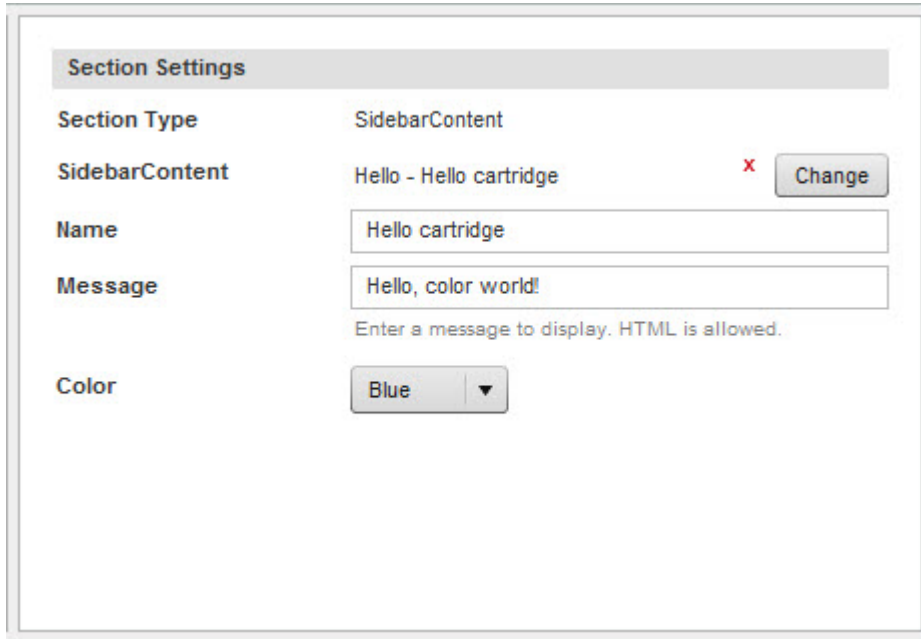 Section Settings
Section Type SidebarContent
SidebarContent Hello - Hello cartridge x Change
Name Hello cartridge
Message Hello, color world!
Enter a message to display. HTML is allowed.
Color Blue